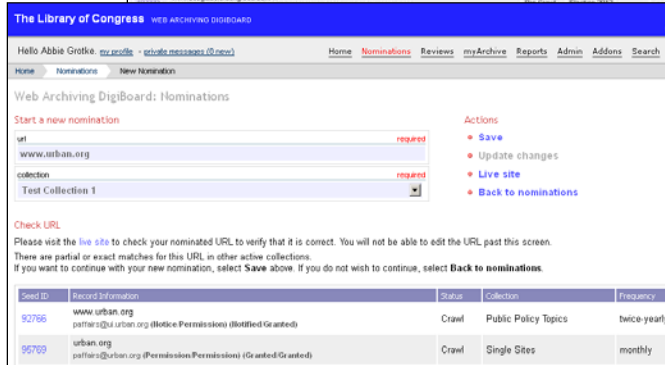 The Library of Congress WEB ARCHIVING DIGIBOARD
Hello Abbie Grotke. my profile - private messages (0 new) Home Nominations Reviews myArchive Reports Admin Addons Search
Home Nominations New Nomination
Web Archiving DigiBoard: Nominations
Start a new nomination
url required
www.urban.org
collection required
Test Collection 1
Actions
Save
Update changes
Live site
Back to nominations
Check URL
Please visit the live site to check your nominated URL to verify that it is correct. You will not be able to edit the URL past this screen.
There are partial or exact matches for this URL in other active collections.
If you want to continue with your new nomination, select Save above. If you do not wish to continue, select Back to nominations.
Seed ID Record Information Status Collection Frequency
92766 www.urban.org Crawl Public Policy Topics twice-yearly
paffairs@ui.urban.org (Notice/Permission) (Notified/Granted)
95769 urban.org Crawl Single Sites monthly
paffairs@urban.org (Permission/Permission) (Granted/Granted)